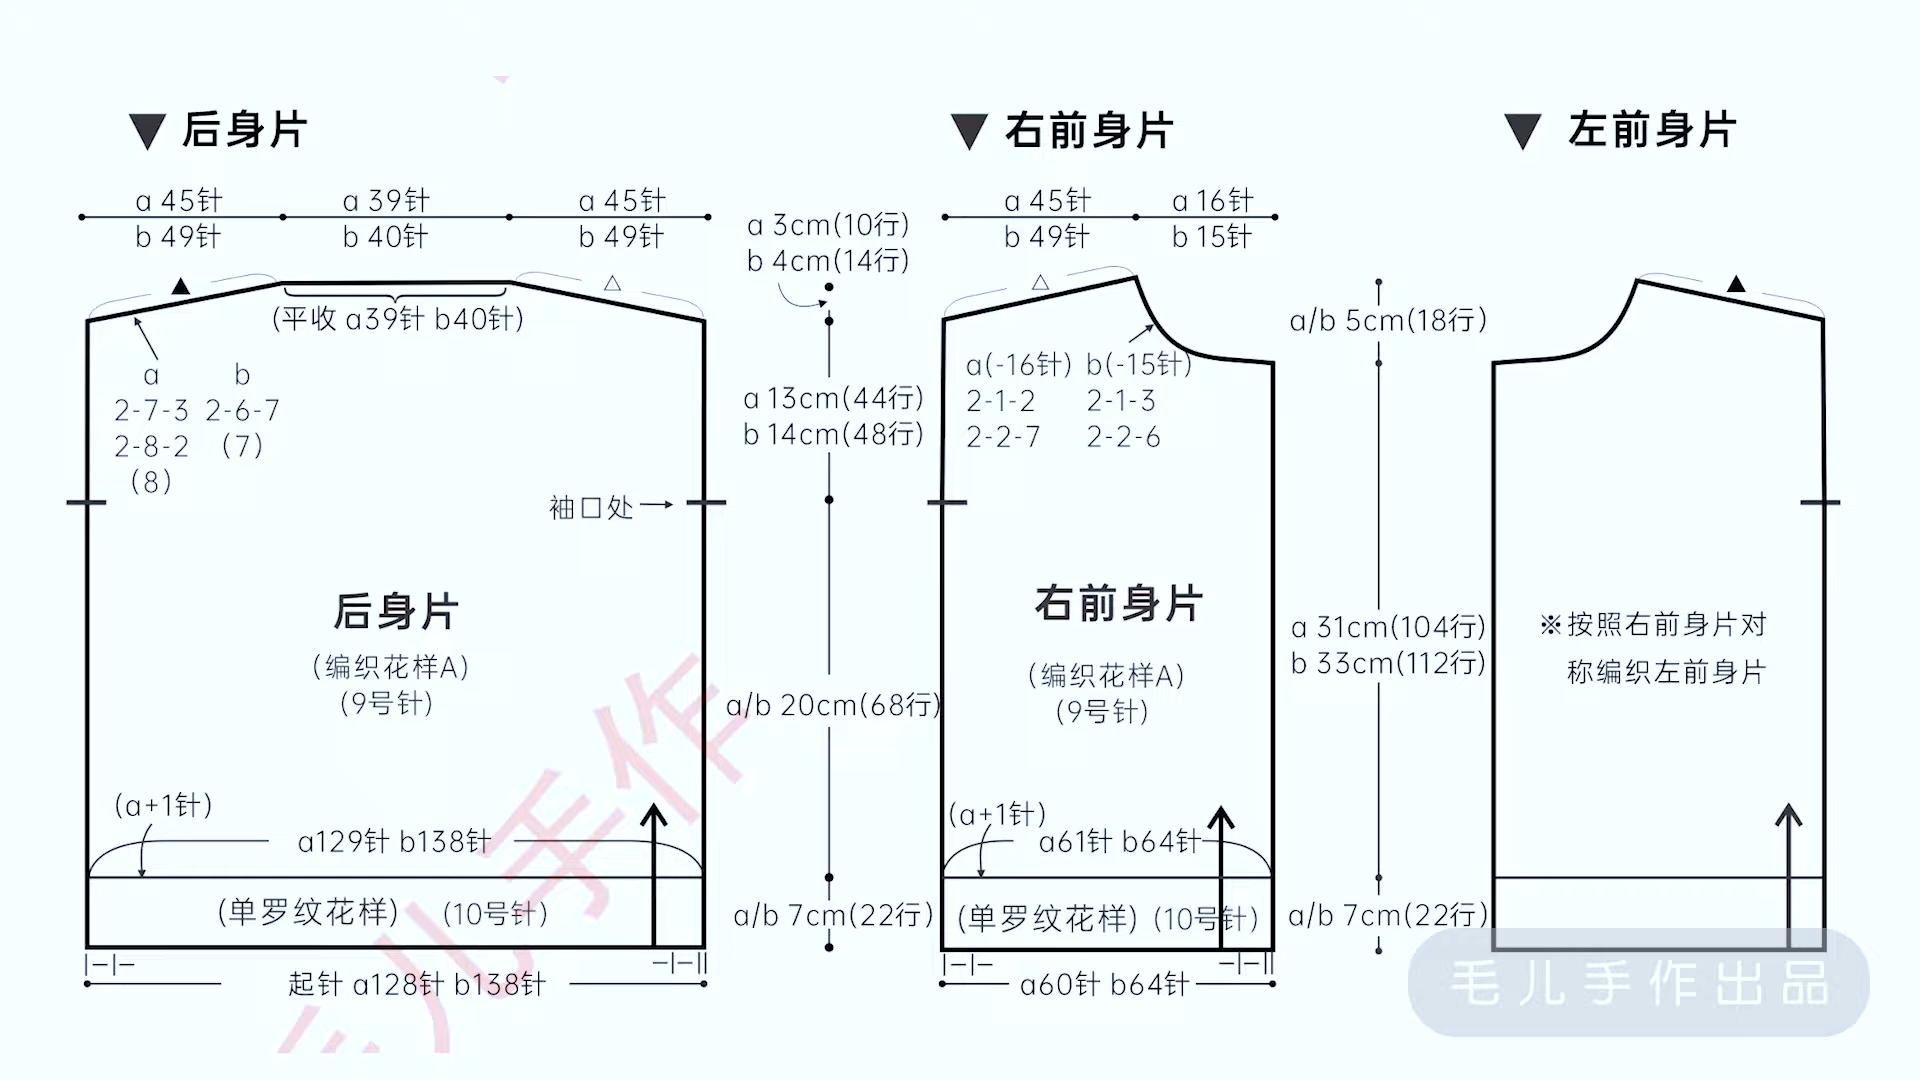 ▼ 后身片
▼ 右前身片
▼ 左前身片
a 45针
a 39针
a 45针
b 49针
b 40针
b 49针
a 3cm(10行)
b 4cm(14行)
a 45针
a 16针
b 49针
b 15针
▲
△
(平收 a39针 b40针)
a b
2-7-3 2-6-7
2-8-2 (7)
(8)
a 13cm(44行)
b 14cm(48行)
袖口处
后身片
(编织花样A)
(9号针)
a/b 20cm(68行)
(a+1针)
a129针 b138针
(单罗纹花样) (10号针)
a/b 7cm(22行)
起针 a128针 b138针
△
a(-16针) b(-15针)
2-1-2 2-1-3
2-2-7 2-2-6
右前身片
(编织花样A)
(9号针)
(a+1针)
a61针 b64针
(单罗纹花样) (10号针)
a60针 b64针
a/b 5cm(18行)
a 31cm(104行)
b 33cm(112行)
a/b 7cm(22行)
▲
※按照右前身片对
称编织左前身片
毛儿手作
毛儿手作出品